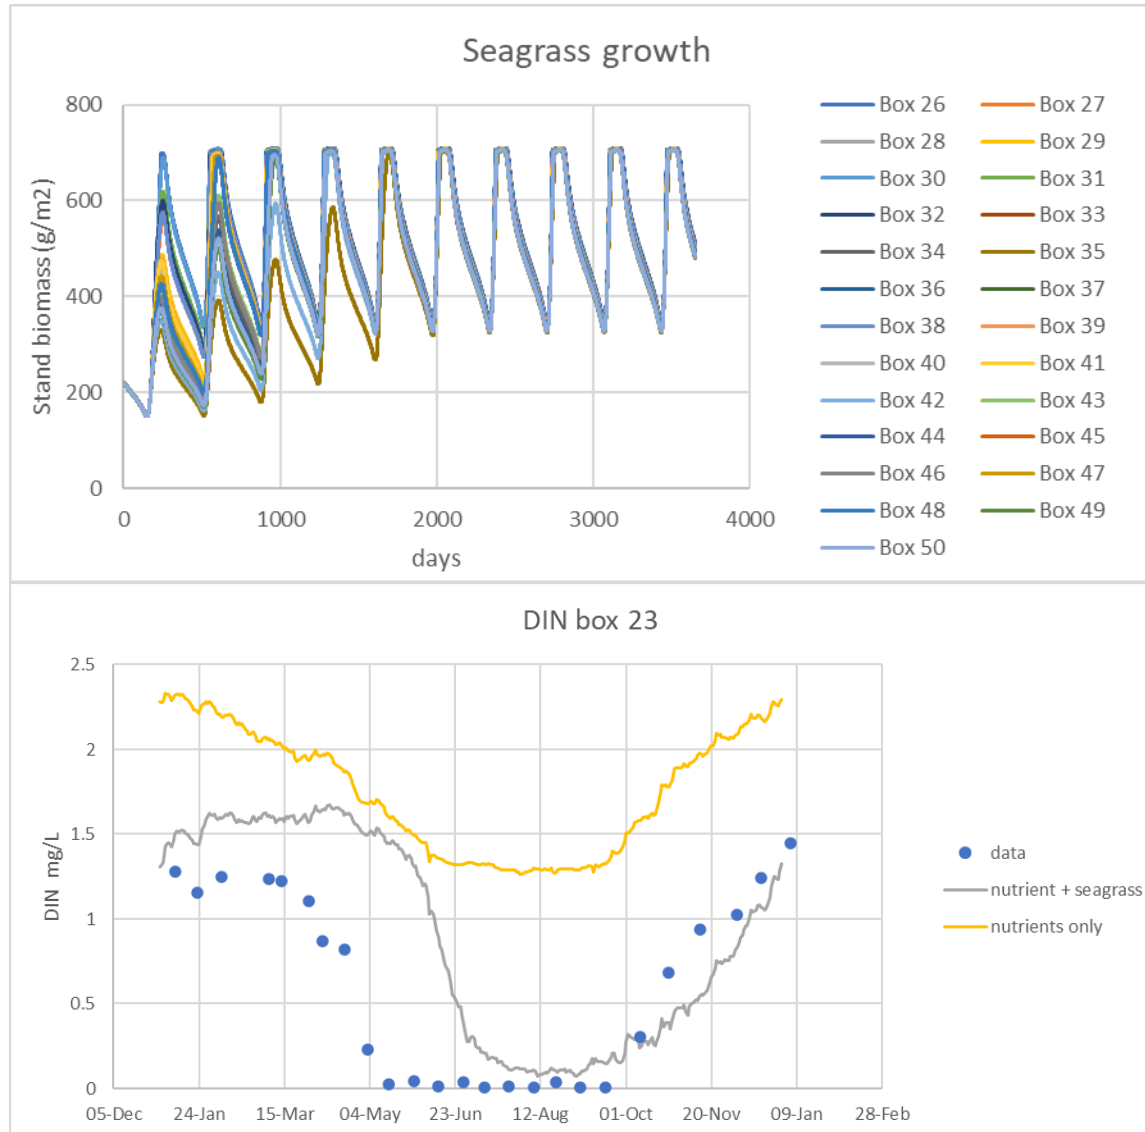 Seagrass growth
Stand biomass (g/m2)
800
600
400
200
0
0 1000 2000 3000 4000
days
Box 26 Box 27
Box 28 Box 29
Box 30 Box 31
Box 32 Box 33
Box 34 Box 35
Box 36 Box 37
Box 38 Box 39
Box 40 Box 41
Box 42 Box 43
Box 44 Box 45
Box 46 Box 47
Box 48 Box 49
Box 50
DIN box 23
DIN mg/L
2.5
2
1.5
1
0.5
0
05-Dec 24-Jan 15-Mar 04-May 23-Jun 12-Aug 01-Oct 20-Nov 09-Jan 28-Feb
data
nutrient + seagrass
nutrients only